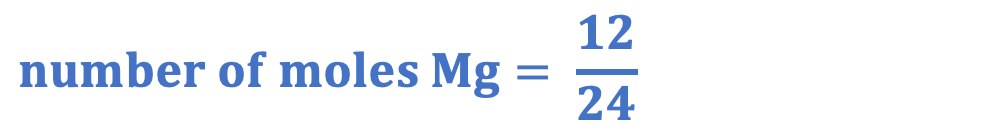 number of moles Mg = 12/24